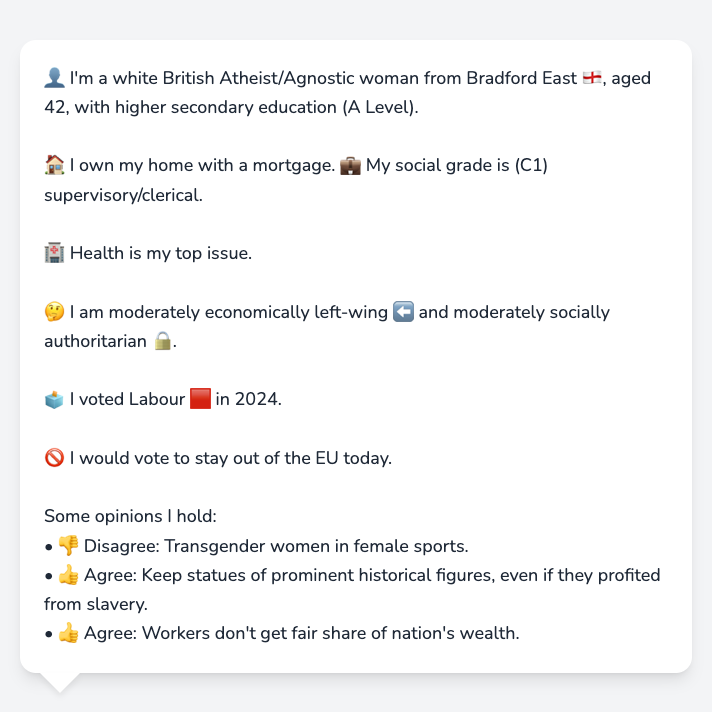 👤 I'm a white British Atheist/Agnostic woman from Bradford East 🏴󠁧󠁢󠁥󠁮󠁧󠁿, aged
42, with higher secondary education (A Level).
🏠 I own my home with a mortgage. 💼 My social grade is (C1)
supervisory/clerical.
🏥 Health is my top issue.
🤔 I am moderately economically left-wing ⬅️ and moderately socially
authoritarian 🔒.
🗳️ I voted Labour 🟥 in 2024.
🚫 I would vote to stay out of the EU today.
Some opinions I hold:
• 👎 Disagree: Transgender women in female sports.
• 👍 Agree: Keep statues of prominent historical figures, even if they profited
from slavery.
• 👍 Agree: Workers don't get fair share of nation's wealth.